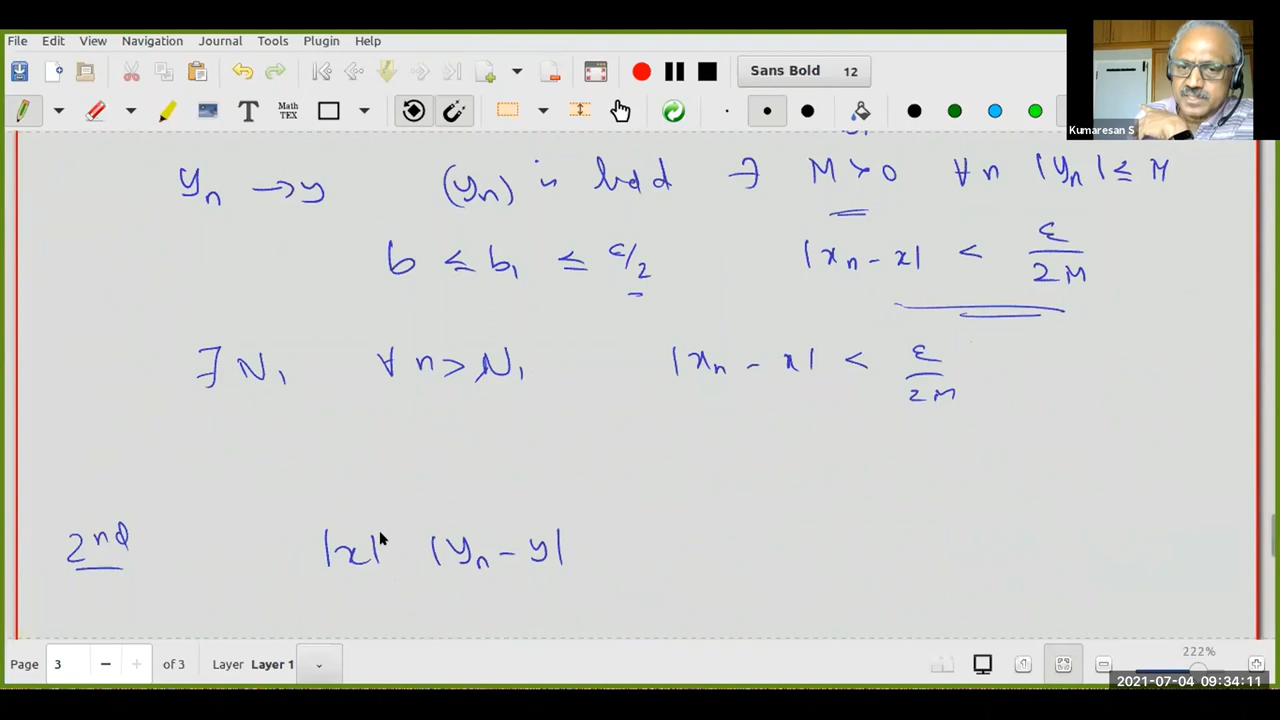 File Edit View Navigation Journal Tools Plugin Help
Sans Bold 12
Math TEX
Kumaresan S
yₙ → y (yₙ) is bdd ∃ M > 0 ∀ n |yₙ| ≤ M
b ≤ b₁ ≤ ε/2 |xₙ - x| < ε/2M
∃ N₁ ∀ n > N₁ |xₙ - x| < ε/2M
2nd |x| |yₙ - y|
Page 3 of 3 Layer Layer 1 222%
2021-07-04 09:34:11